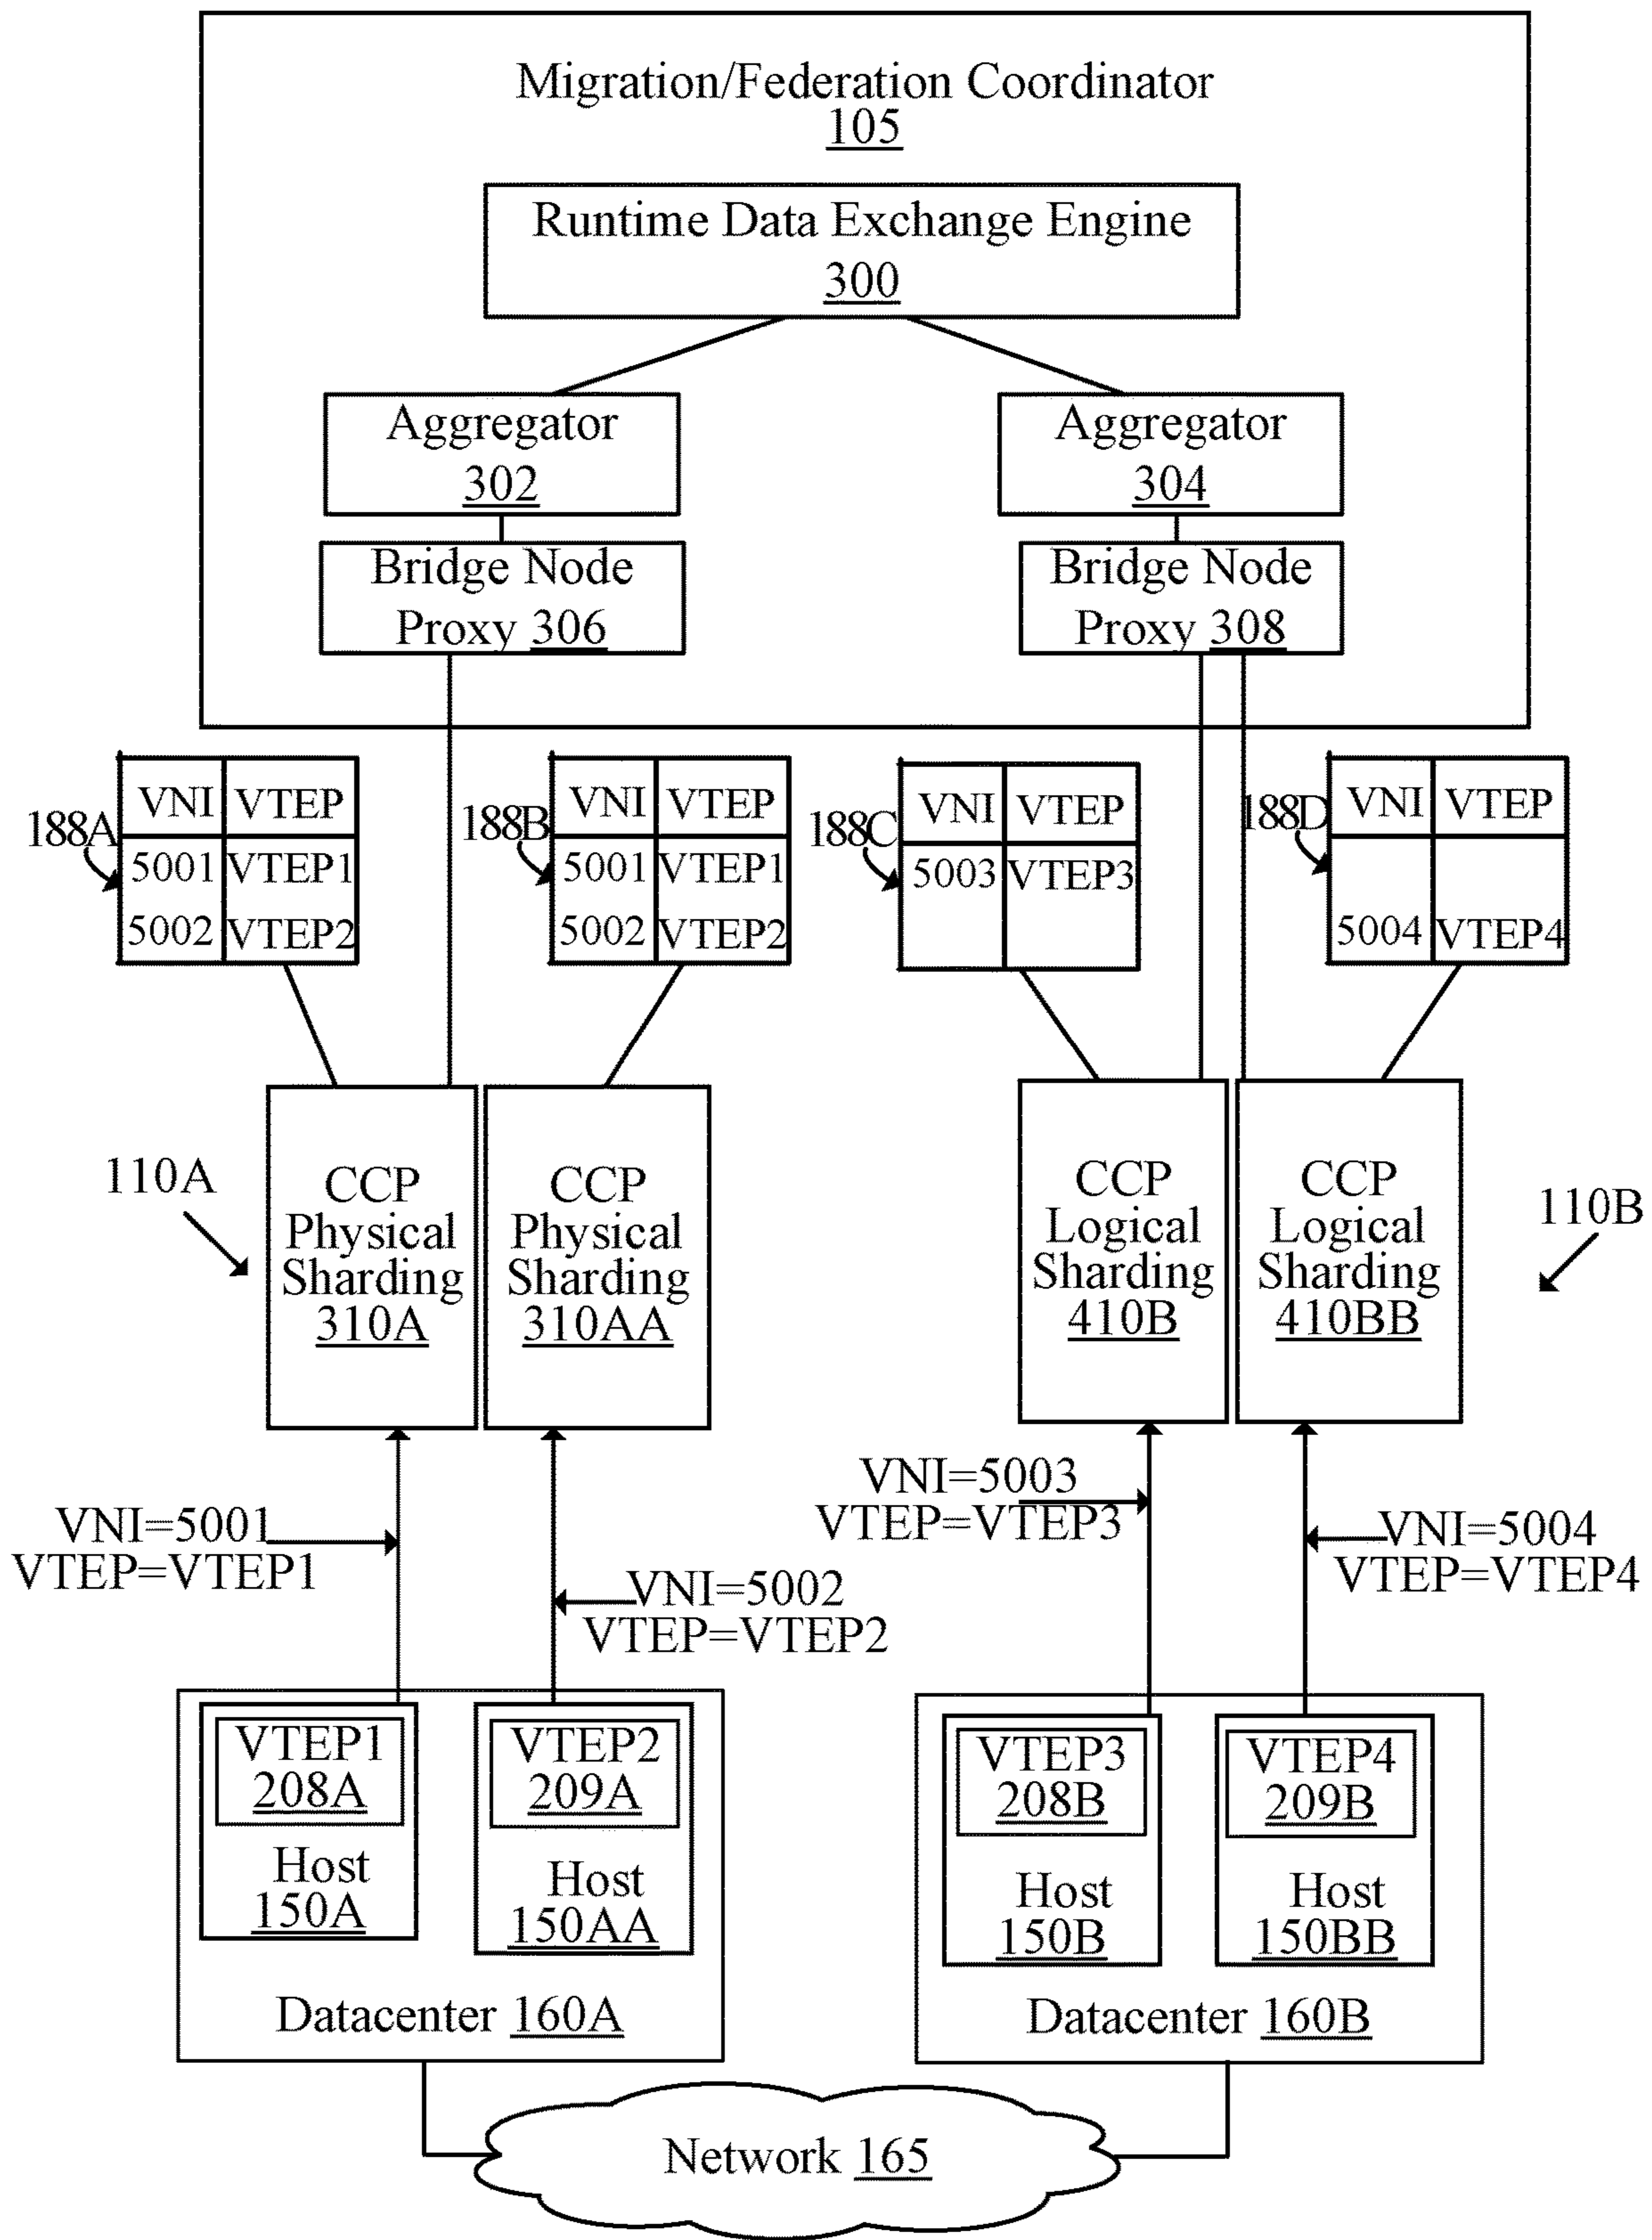 Migration/Federation Coordinator
105
Runtime Data Exchange Engine
300
Aggregator
302
Aggregator
304
Bridge Node
Proxy 306
Bridge Node
Proxy 308
188A
VNI VTEP
5001 VTEP1
5002 VTEP2
188B
VNI VTEP
5001 VTEP1
5002 VTEP2
188C
VNI VTEP
5003 VTEP3
188D
VNI VTEP
5004 VTEP4
110A
CCP
Physical
Sharding
310A
CCP
Physical
Sharding
310AA
CCP
Logical
Sharding
410B
CCP
Logical
Sharding
410BB
110B
VNI=5001
VTEP=VTEP1
VNI=5002
VTEP=VTEP2
VNI=5003
VTEP=VTEP3
VNI=5004
VTEP=VTEP4
VTEP1
208A
Host
150A
VTEP2
209A
Host
150AA
Datacenter 160A
VTEP3
208B
Host
150B
VTEP4
209B
Host
150BB
Datacenter 160B
Network 165